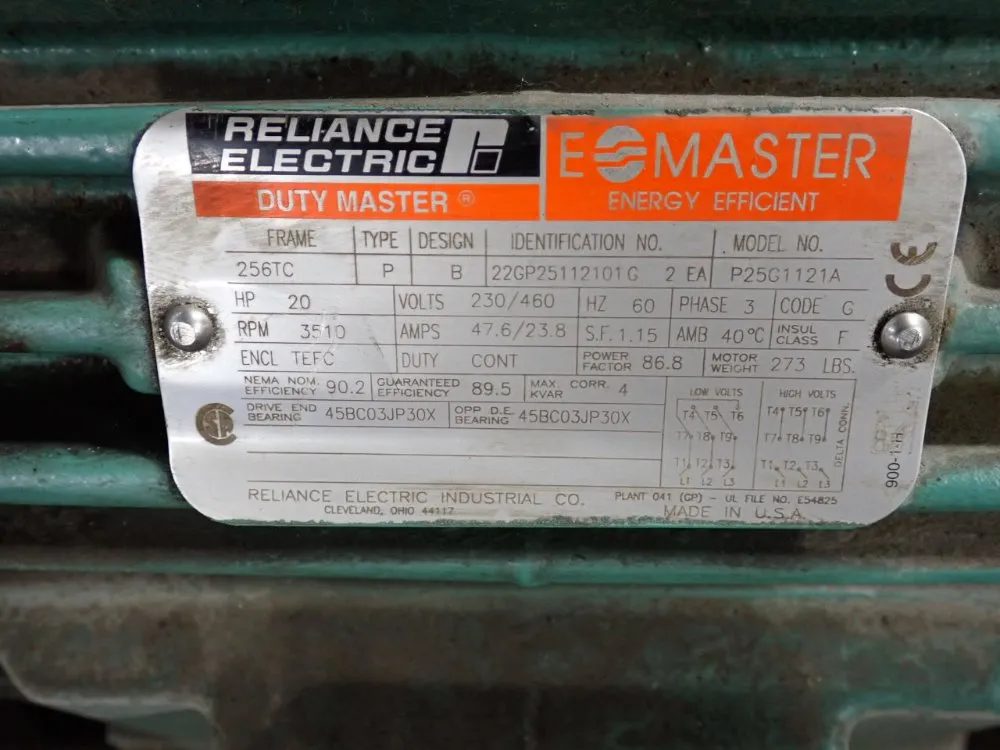 RELIANCE ELECTRIC
E MASTER
DUTY MASTER ®
ENERGY EFFICIENT
FRAME TYPE DESIGN IDENTIFICATION NO. MODEL NO.
256TC P B 22GP25112101G 2 EA P25G1121A
HP 20 VOLTS 230/460 HZ 60 PHASE 3 CODE G
RPM 3510 AMPS 47.6/23.8 S.F. 1.15 AMB 40°C INSUL CLASS F
ENCL TEFC DUTY CONT POWER FACTOR 86.8 MOTOR WEIGHT 273 LBS.
NEMA NOM. EFFICIENCY 90.2 GUARANTEED EFFICIENCY 89.5 MAX. CORR. KVAR 4
DRIVE END BEARING 45BC03JP30X OPP D.E. BEARING 45BC03JP30X
LOW VOLTS HIGH VOLTS
T4 T5 T6 T4 T5 T6
T7 T8 T9 T7 T8 T9
T1 T2 T3 T1 T2 T3
L1 L2 L3 L1 L2 L3
DELTA CONN.
CE
RELIANCE ELECTRIC INDUSTRIAL CO. PLANT 041 (GP) - UL FILE NO. E54825
CLEVELAND, OHIO 44117 MADE IN U.S.A.